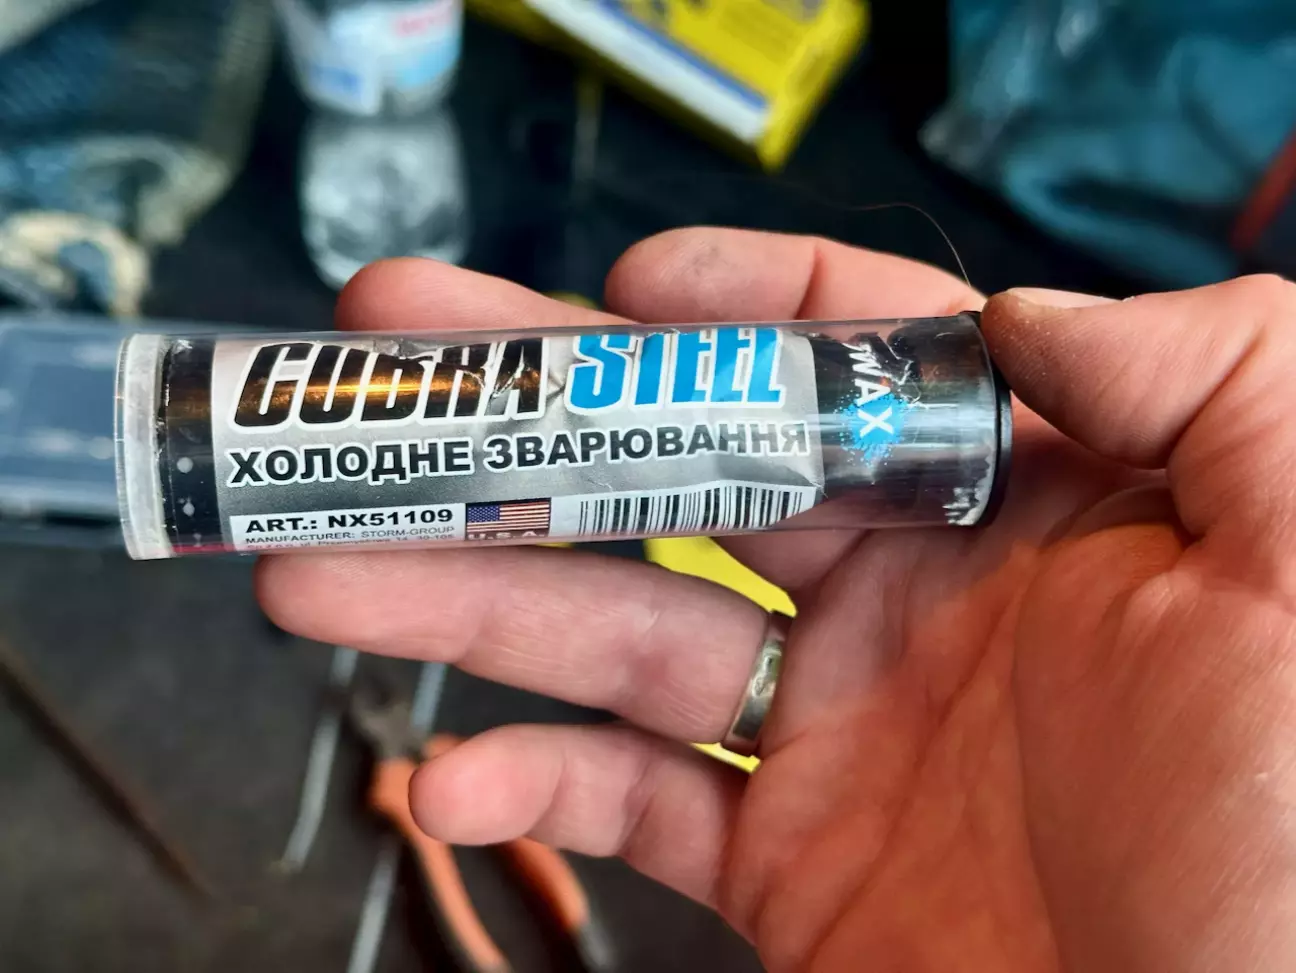 COBRA STEEL
ХОЛОДНЕ ЗВАРЮВАННЯ
ART.: NX51109
MANUFACTURER: STORM-GROUP
U.S.A.
WAX